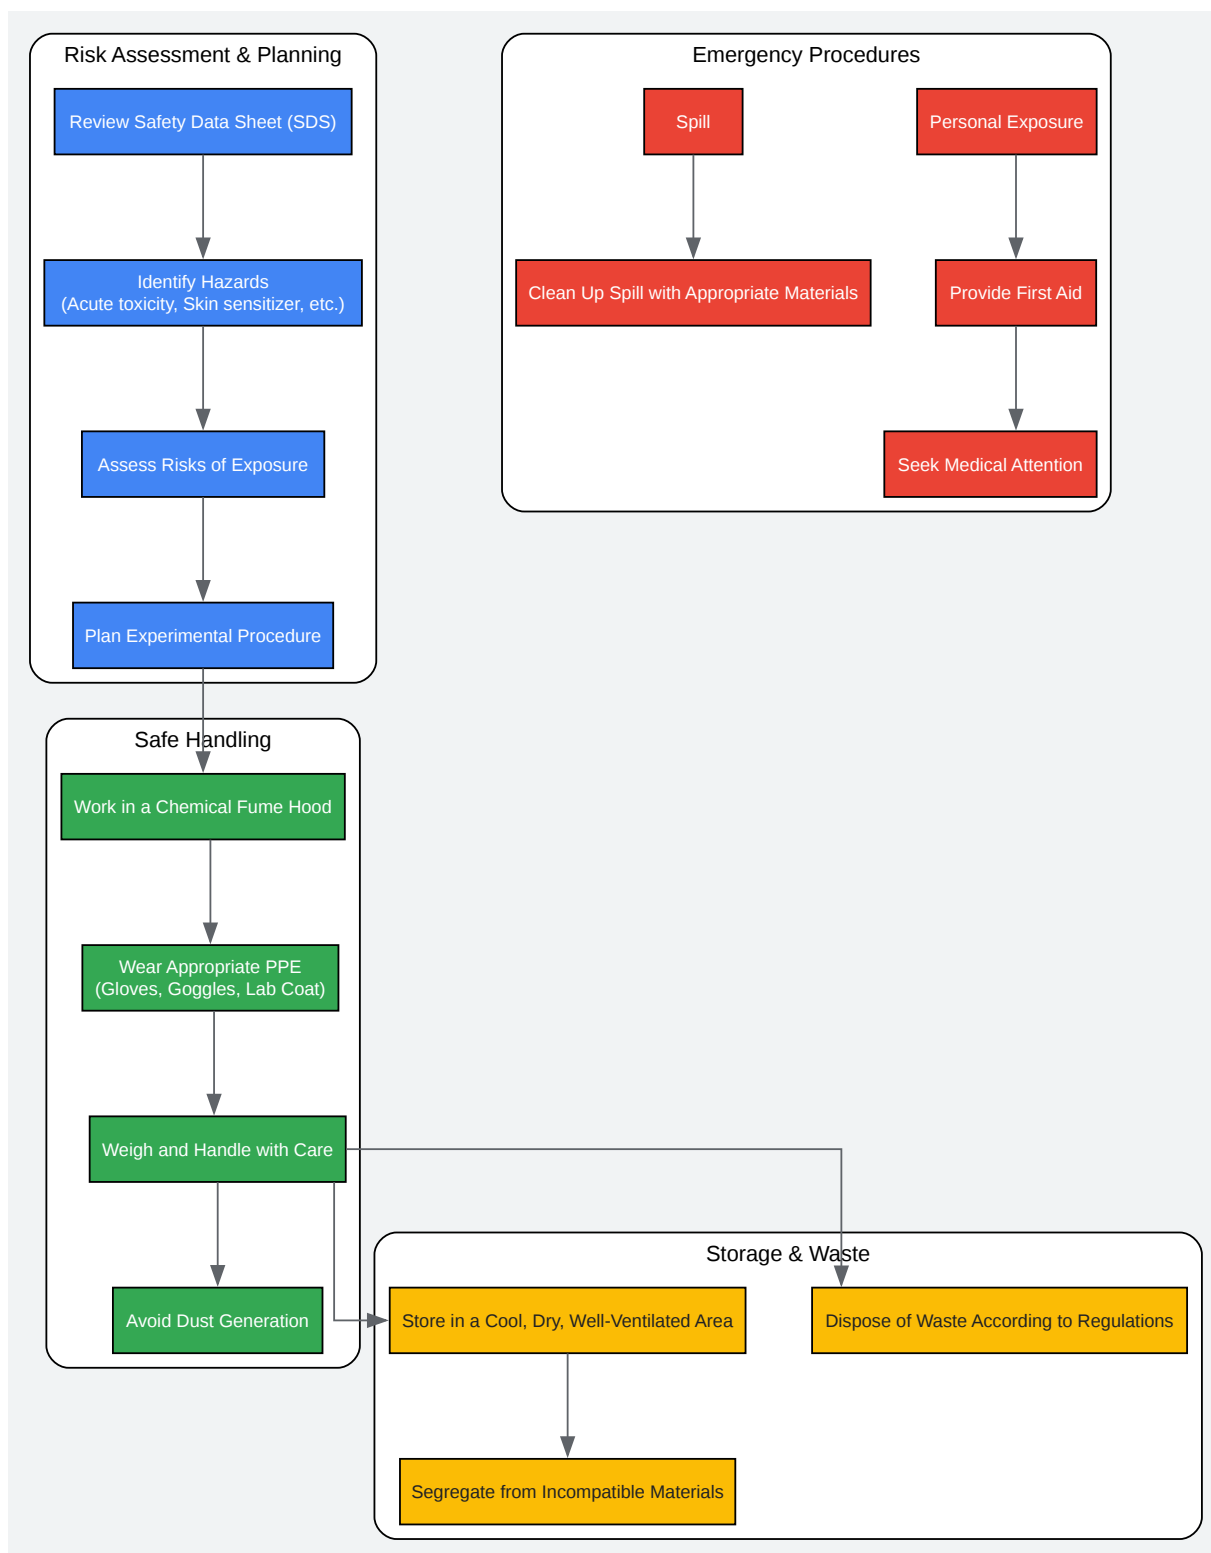 Risk Assessment & Planning
Review Safety Data Sheet (SDS)
Identify Hazards
(Acute toxicity, Skin sensitizer, etc.)
Assess Risks of Exposure
Plan Experimental Procedure
Emergency Procedures
Spill
Clean Up Spill with Appropriate Materials
Personal Exposure
Provide First Aid
Seek Medical Attention
Safe Handling
Work in a Chemical Fume Hood
Wear Appropriate PPE
(Gloves, Goggles, Lab Coat)
Weigh and Handle with Care
Avoid Dust Generation
Storage & Waste
Store in a Cool, Dry, Well-Ventilated Area
Segregate from Incompatible Materials
Dispose of Waste According to Regulations